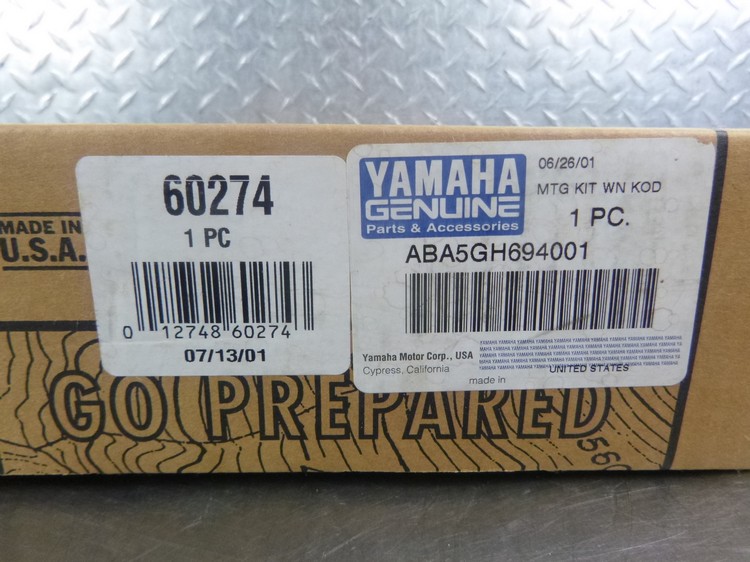 MADE IN
U.S.A.
60274
1 PC
0 12748 60274
07/13/01
YAMAHA
GENUINE
Parts & Accessories
06/26/01
MTG KIT WN KOD
1 PC.
ABA5GH694001
Yamaha Motor Corp., USA
Cypress, California
made in
UNITED STATES
GO PREPARED
560